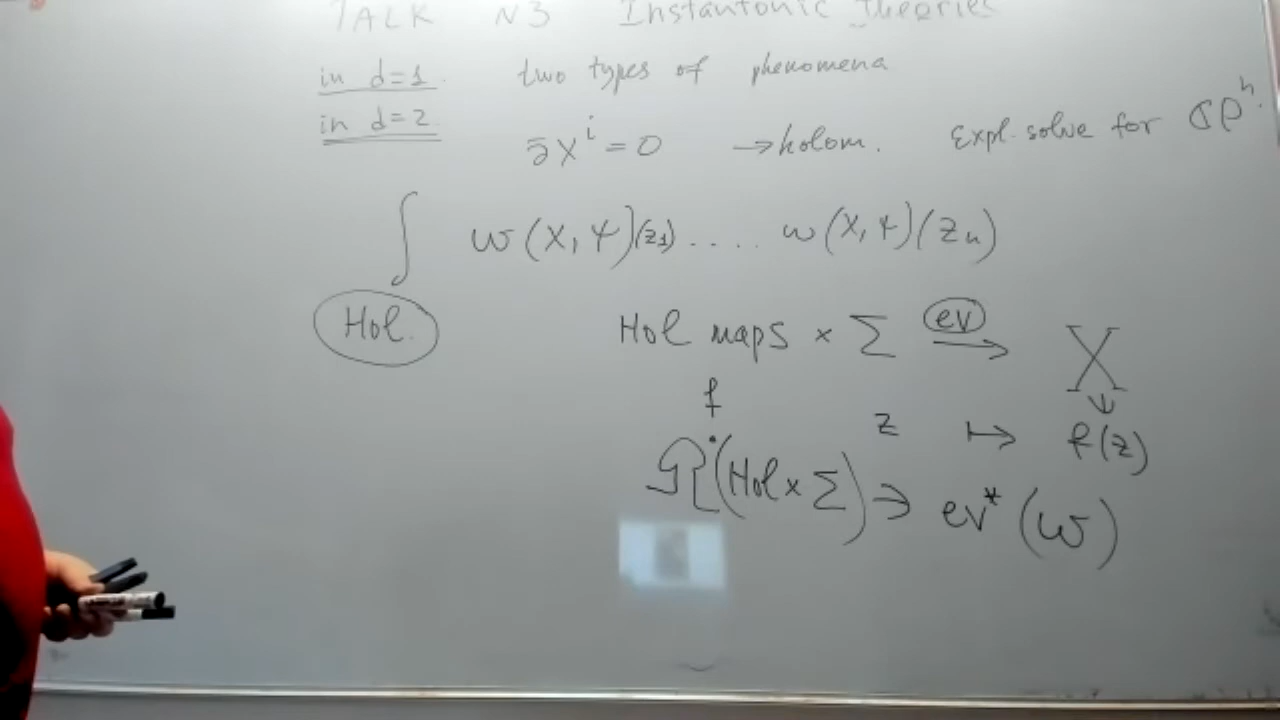 TALK N3 Instantonic Theories
in d=1. two types of phenomena
in d=2 ∂̄X^i = 0 → holom. Expl. solve for ℂP^n.
∫ ω(X,ψ)(z₁) .... ω(X,ψ)(zₙ)
Hol.
Hol maps × Σ →^{ev} X
f z ↦ f(z)
Ω^•(Hol × Σ) ∋ ev*(ω)